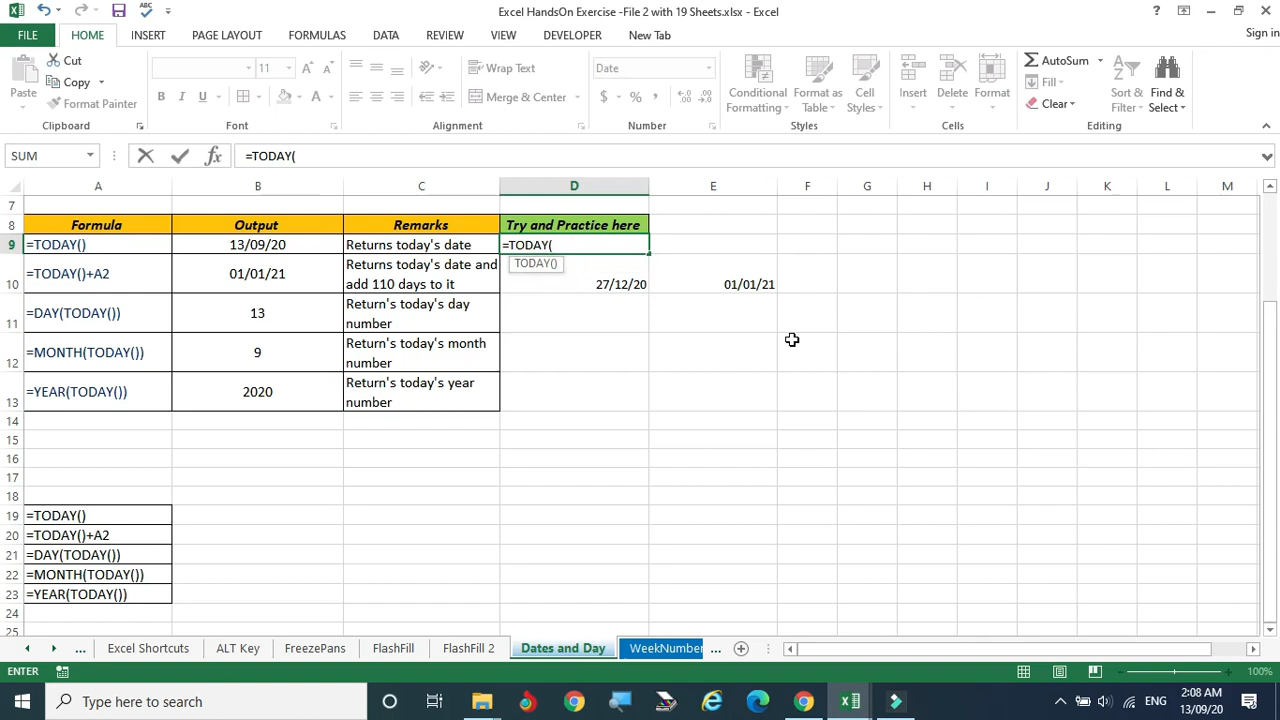 Excel HandsOn Exercise -File 2 with 19 Sheets.xlsx - Excel
FILE HOME INSERT PAGE LAYOUT FORMULAS DATA REVIEW VIEW DEVELOPER New Tab Sign in
Paste Cut Copy Format Painter
Clipboard
11 A A B I U A
Font
Wrap Text Merge & Center
Alignment
Date $ % ,
Number
Conditional Formatting Format as Table Cell Styles
Styles
Insert Delete Format
Cells
AutoSum Fill Clear Sort & Filter Find & Select
Editing
SUM fx =TODAY(
A B C D E F G H I J K L M
7
8 Formula Output Remarks Try and Practice here
9 =TODAY() 13/09/20 Returns today's date =TODAY(
TODAY()
10 =TODAY()+A2 01/01/21 Returns today's date and add 110 days to it 27/12/20 01/01/21
11 =DAY(TODAY()) 13 Return's today's day number
12 =MONTH(TODAY()) 9 Return's today's month number
13 =YEAR(TODAY()) 2020 Return's today's year number
14
15
16
17
18
19 =TODAY()
20 =TODAY()+A2
21 =DAY(TODAY())
22 =MONTH(TODAY())
23 =YEAR(TODAY())
24
25
... Excel Shortcuts ALT Key FreezePans FlashFill FlashFill 2 Dates and Day WeekNumber ...
ENTER 100%
Type here to search ENG 2:08 AM
13/09/20